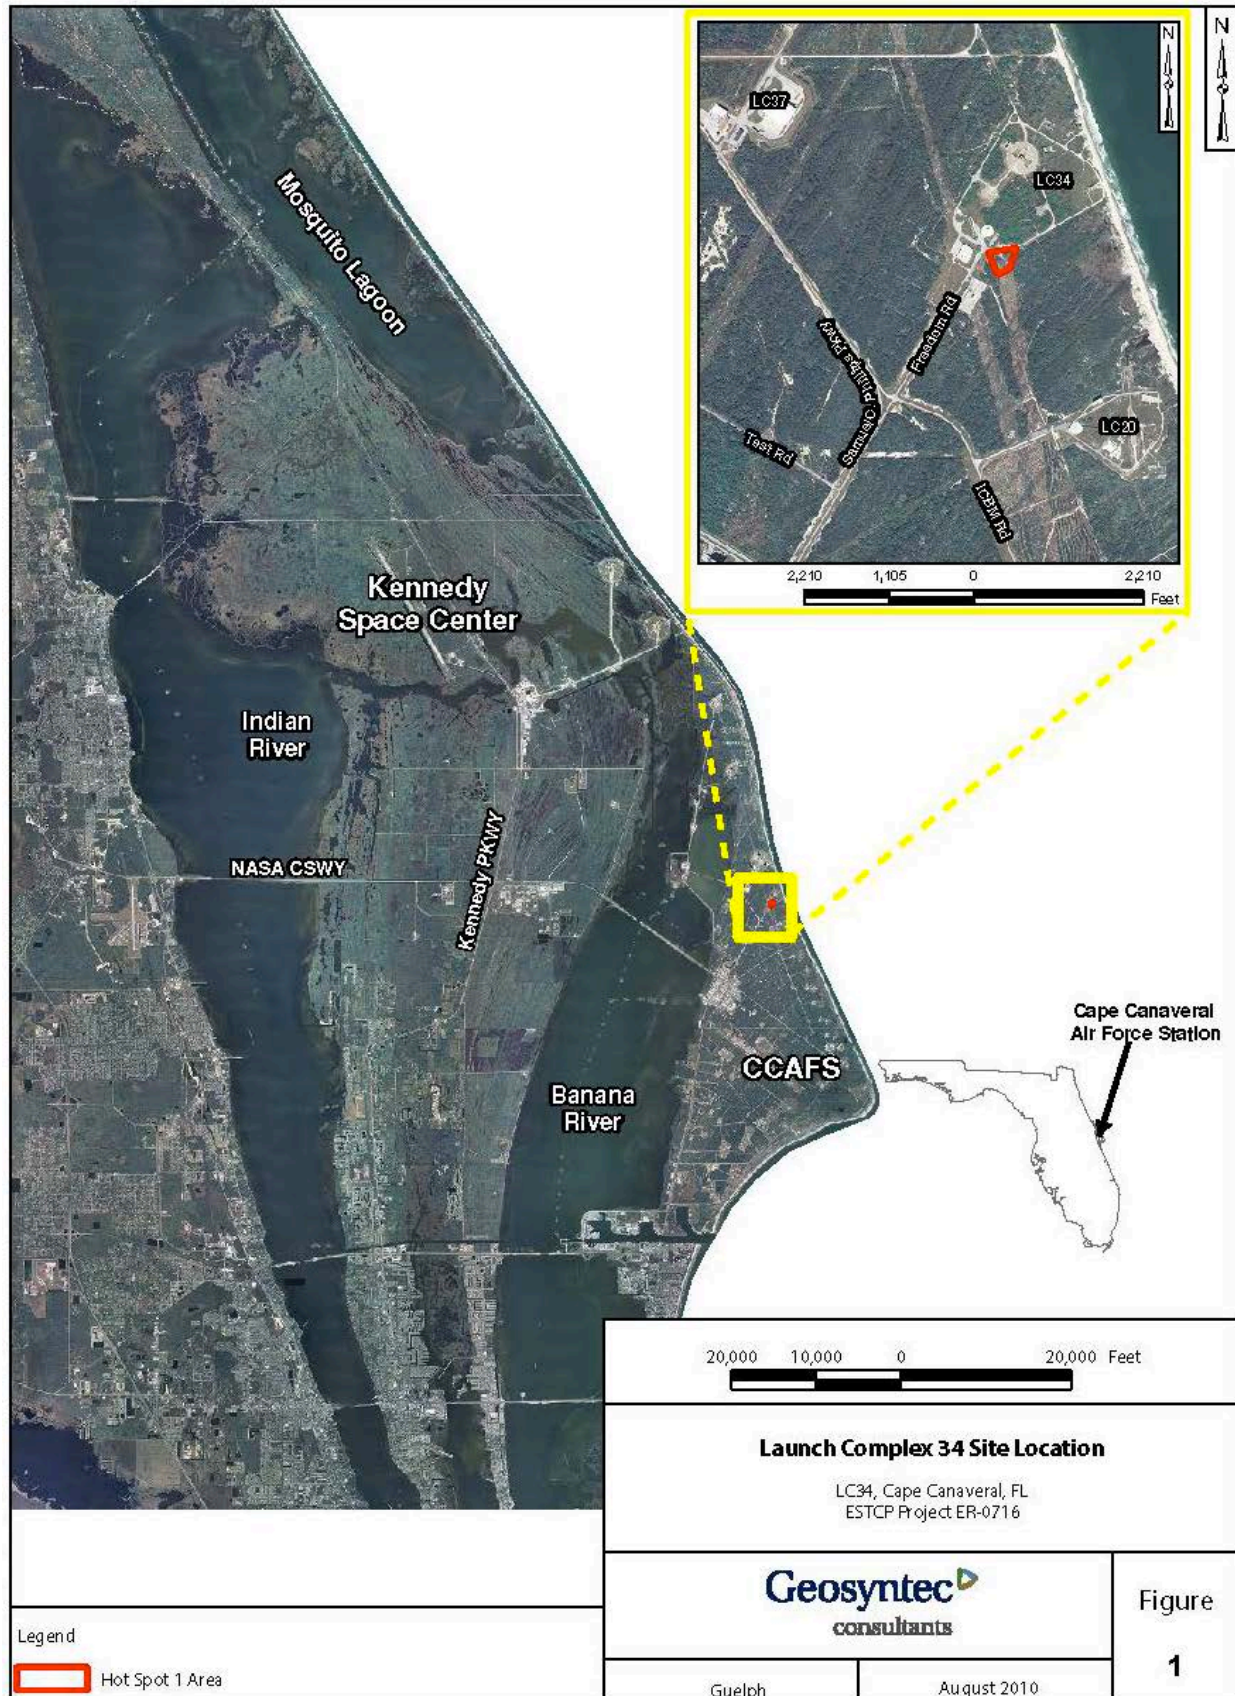 N
N
LC37
LC34
Freedom Rd
Samuel C Phillips PKWY
Test Rd
LC20
ICBM Rd
2,210 1,105 0 2,210
Feet
Mosquito Lagoon
Kennedy
Space Center
Indian
River
NASA CSWY
Kennedy PKWY
Banana
River
CCAFS
Cape Canaveral
Air Force Station
20,000 10,000 0 20,000 Feet
Launch Complex 34 Site Location
LC34, Cape Canaveral, FL
ESTCP Project ER-0716
Geosyntec
consultants
Figure
1
Guelph
August 2010
Legend
Hot Spot 1 Area